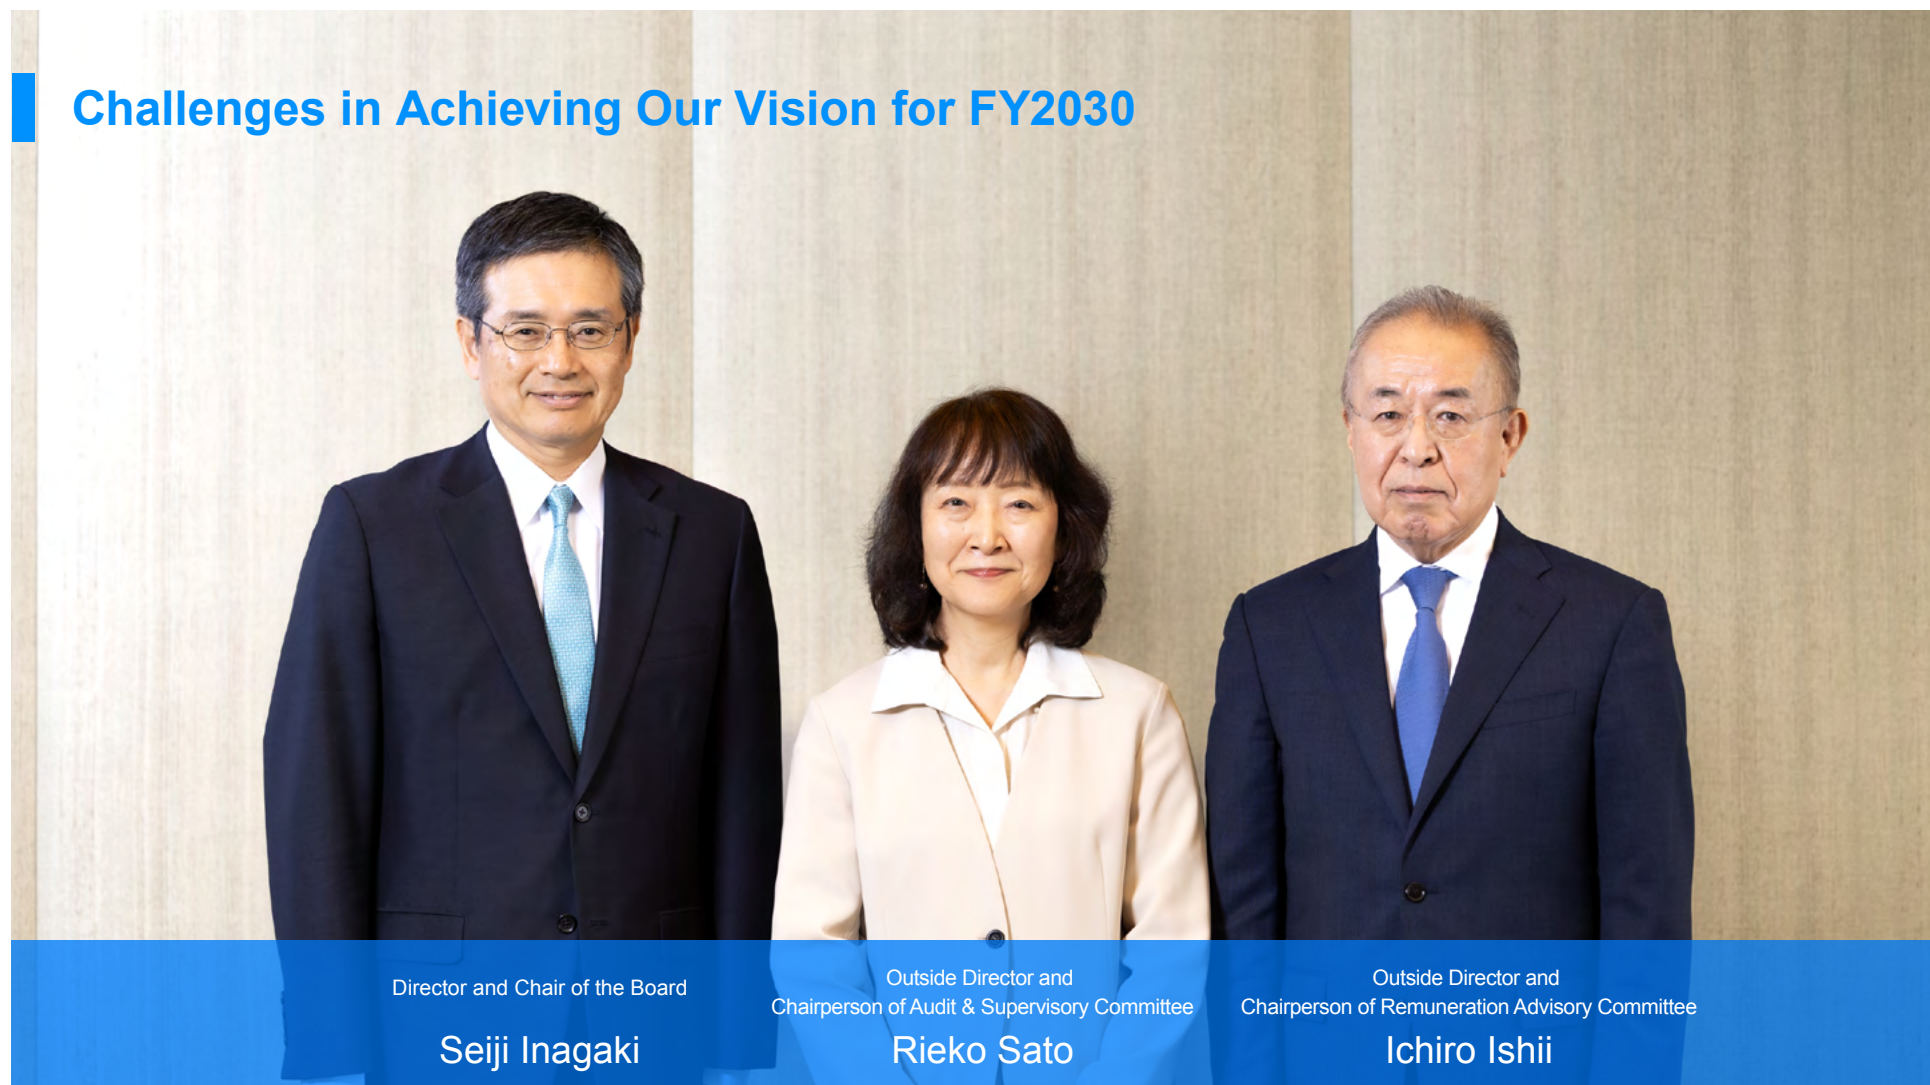 Challenges in Achieving Our Vision for FY2030
Director and Chair of the Board
Seiji Inagaki
Outside Director and
Chairperson of Audit & Supervisory Committee
Rieko Sato
Outside Director and
Chairperson of Remuneration Advisory Committee
Ichiro Ishii